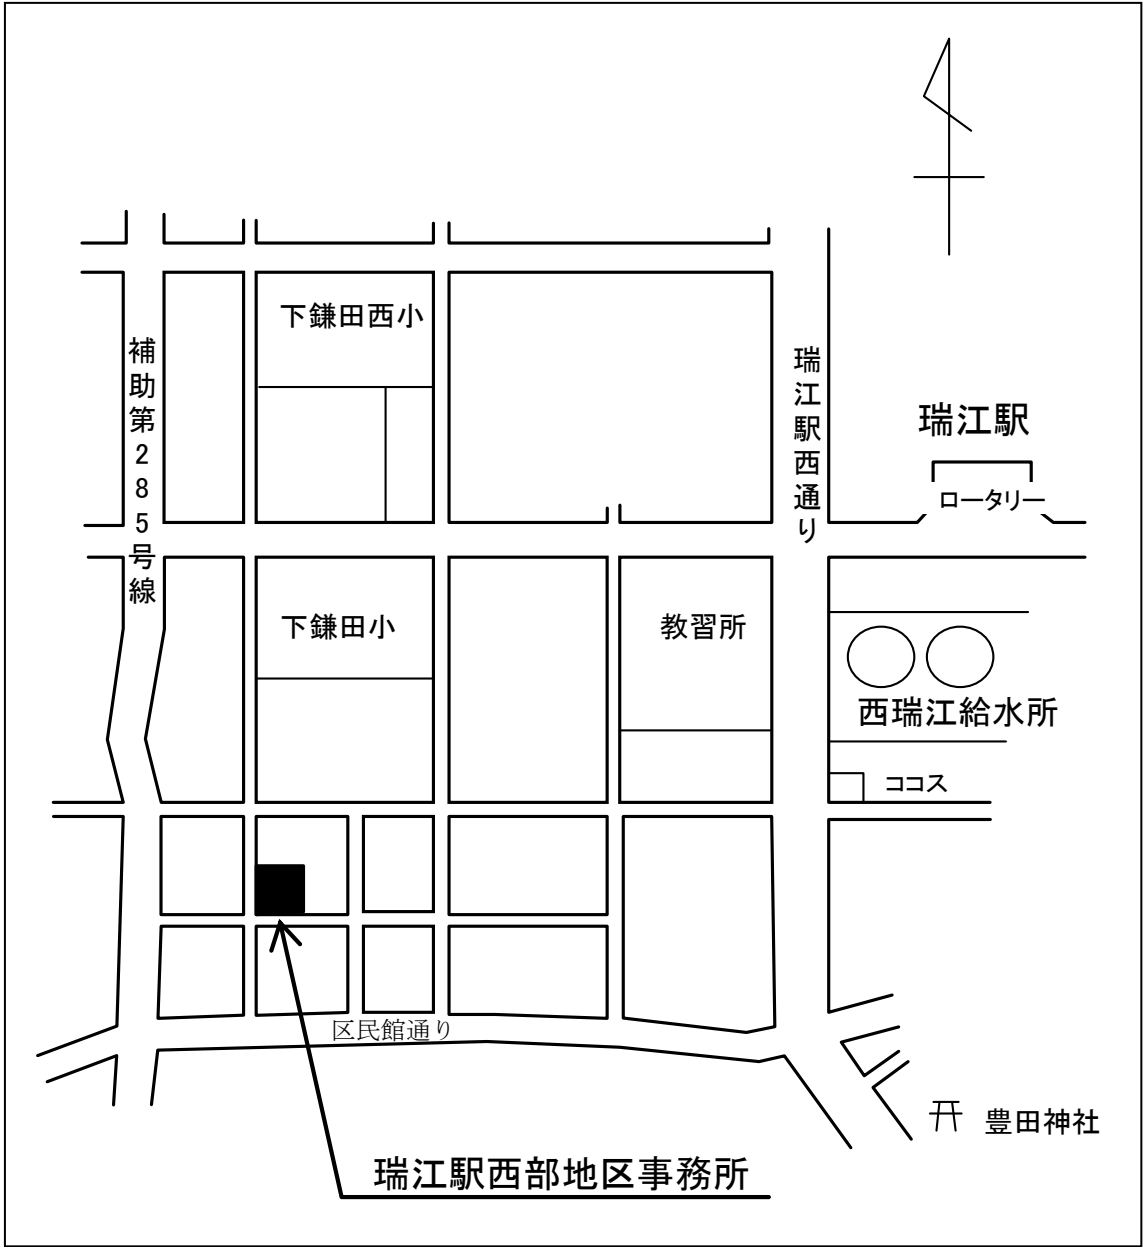 下鎌田西小
補助第285号線
瑞江駅西通り
瑞江駅
ロータリー
下鎌田小
教習所
西瑞江給水所
ココス
区民館通り
豊田神社
瑞江駅西部地区事務所